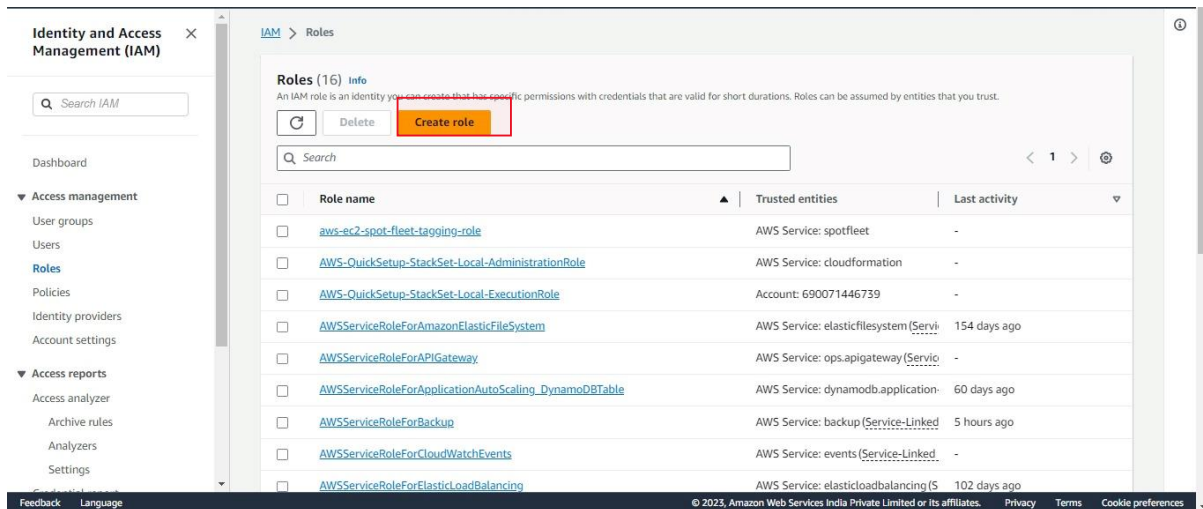 Identity and Access
Management (IAM)
Search IAM
Dashboard
Access management
User groups
Users
Roles
Policies
Identity providers
Account settings
Access reports
Access analyzer
Archive rules
Analyzers
Settings
IAM > Roles
Roles (16) Info
An IAM role is an identity you can create that has specific permissions with credentials that are valid for short durations. Roles can be assumed by entities that you trust.
Delete Create role
Search
1
Role name Trusted entities Last activity
aws-ec2-spot-fleet-tagging-role AWS Service: spotfleet -
AWS-QuickSetup-StackSet-Local-AdministrationRole AWS Service: cloudformation -
AWS-QuickSetup-StackSet-Local-ExecutionRole Account: 690071446739 -
AWSServiceRoleForAmazonElasticFileSystem AWS Service: elasticfilesystem (Servi 154 days ago
AWSServiceRoleForAPIGateway AWS Service: ops.apigateway (Service -
AWSServiceRoleForApplicationAutoScaling_DynamoDBTable AWS Service: dynamodb.application- 60 days ago
AWSServiceRoleForBackup AWS Service: backup (Service-Linked 5 hours ago
AWSServiceRoleForCloudWatchEvents AWS Service: events (Service-Linked -
AWSServiceRoleForElasticLoadBalancing AWS Service: elasticloadbalancing (S 102 days ago
Feedback Language © 2023, Amazon Web Services India Private Limited or its affiliates. Privacy Terms Cookie preferences